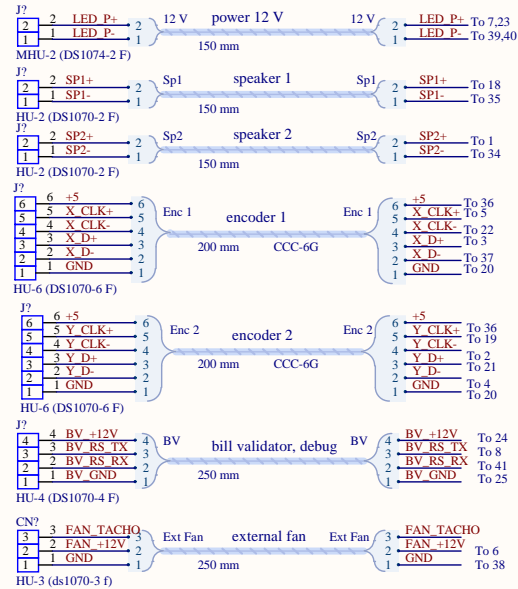 J?
2 2 LED_P+ 2 12 V power 12 V 12 V 2 LED_P+ To 7,23
1 1 LED_P- 1 150 mm 1 LED_P- To 39,40
MHU-2 (DS1074-2 F)
J?
2 2 SP1+ 2 Sp1 speaker 1 Sp1 2 SP1+ To 18
1 1 SP1- 1 150 mm 1 SP1- To 35
HU-2 (DS1070-2 F)
J?
2 2 SP2+ 2 Sp2 speaker 2 Sp2 2 SP2+ To 1
1 1 SP2- 1 150 mm 1 SP2- To 34
HU-2 (DS1070-2 F)
J?
6 6 +5 6 6 +5 To 36
5 5 X_CLK+ 5 Enc 1 encoder 1 Enc 1 5 X_CLK+ To 5
4 4 X_CLK- 4 4 X_CLK- To 22
3 3 X_D+ 3 200 mm CCC-6G 3 X_D+ To 3
2 2 X_D- 2 2 X_D- To 37
1 1 GND 1 1 GND To 20
HU-6 (DS1070-6 F)
J?
6 6 +5 6 6 +5 To 36
5 5 Y_CLK+ 5 Enc 2 encoder 2 Enc 2 5 Y_CLK+ To 19
4 4 Y_CLK- 4 4 Y_CLK- To 2
3 3 Y_D+ 3 200 mm CCC-6G 3 Y_D+ To 21
2 2 Y_D- 2 2 Y_D- To 4
1 1 GND 1 1 GND To 20
HU-6 (DS1070-6 F)
J?
4 4 BV_+12V 4 BV bill validator, debug BV 4 BV_+12V To 24
3 3 BV_RS_TX 3 3 BV_RS_TX To 8
2 2 BV_RS_RX 2 250 mm 2 BV_RS_RX To 41
1 1 BV_GND 1 1 BV_GND To 25
HU-4 (DS1070-4 F)
CN?
3 3 FAN_TACHO 3 Ext Fan external fan Ext Fan 3 FAN_TACHO
2 2 FAN_+12V 2 2 FAN_+12V To 6
1 1 GND 1 250 mm 1 GND To 38
HU-3 (ds1070-3 f)